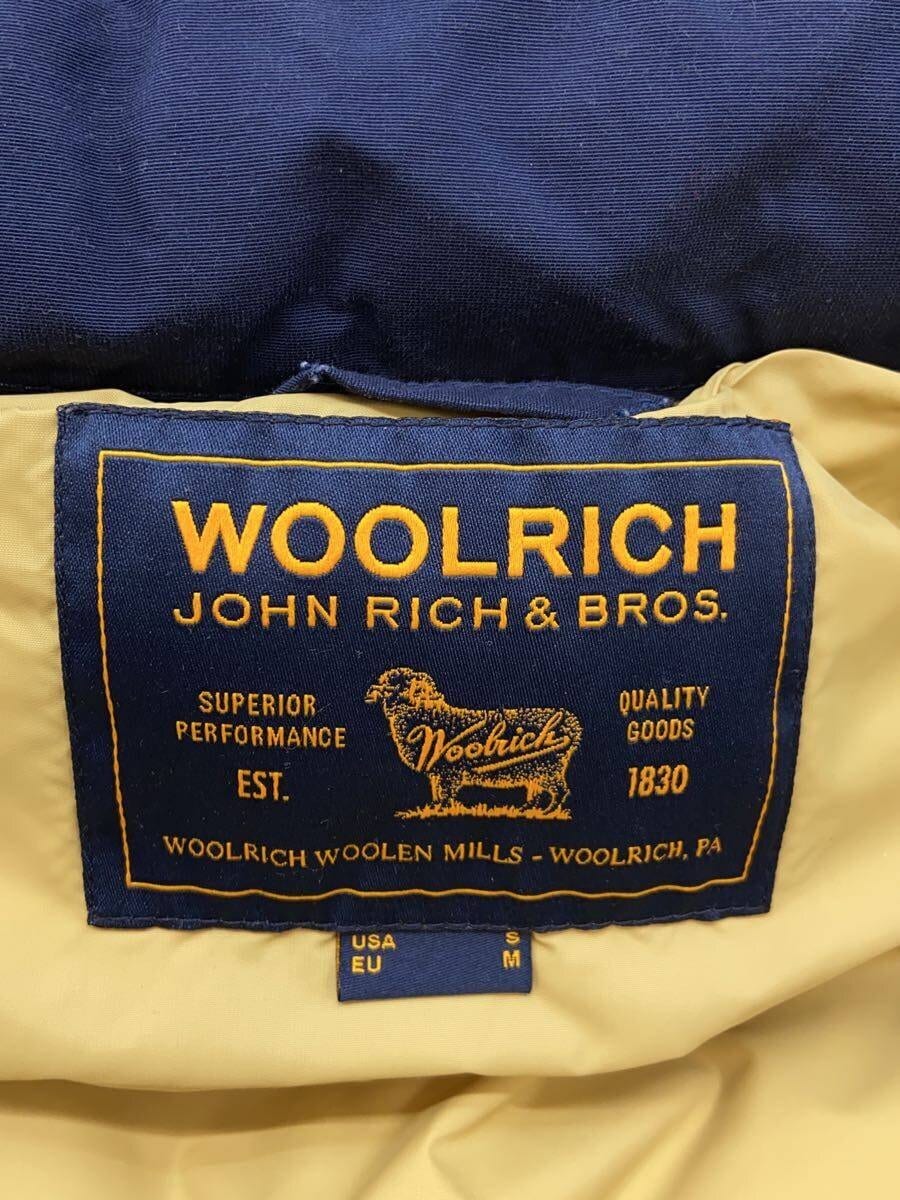 WOOLRICH
JOHN RICH & BROS.
SUPERIOR
PERFORMANCE
EST.
Woolrich
QUALITY
GOODS
1830
WOOLRICH WOOLEN MILLS - WOOLRICH, PA
USA S
EU M